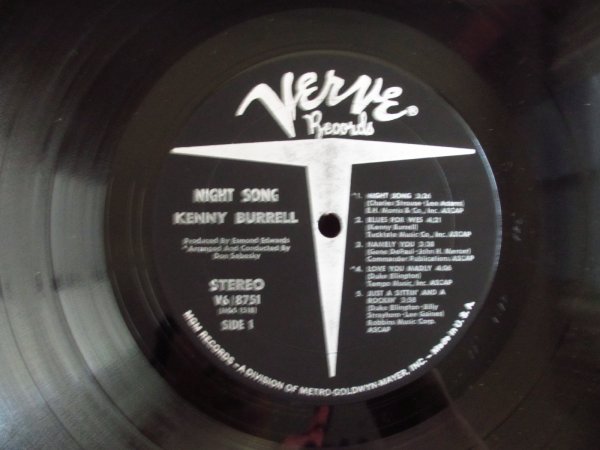 VERVE®
Records
NIGHT SONG
KENNY BURRELL
Produced by Esmond Edwards
*Arranged and Conducted by
Don Sebesky
STEREO
V6/8751
SIDE 1
*1. NIGHT SONG 3:26
(Charles Strouse-Lee Adams)
E.H. Morris & Co., Inc. ASCAP
2. BLUES FOR WES 4:21
(Kenny Burrell)
Tucktate Music Co., Inc. ASCAP
3. NAMELY YOU 3:38
(Gene DePaul-John H. Mercer)
Commander Publications ASCAP
*4. LOVE YOU MADLY 4:06
(Duke Ellington)
Tempo Music, Inc. ASCAP
5. JUST A SITTIN' AND A
ROCKIN' 3:58
(Duke Ellington-Billy
Strayhorn-Lee Gaines)
Robbins Music Corp.
ASCAP
MGM RECORDS - A DIVISION OF METRO-GOLDWYN-MAYER, INC. - Made in U. S. A.